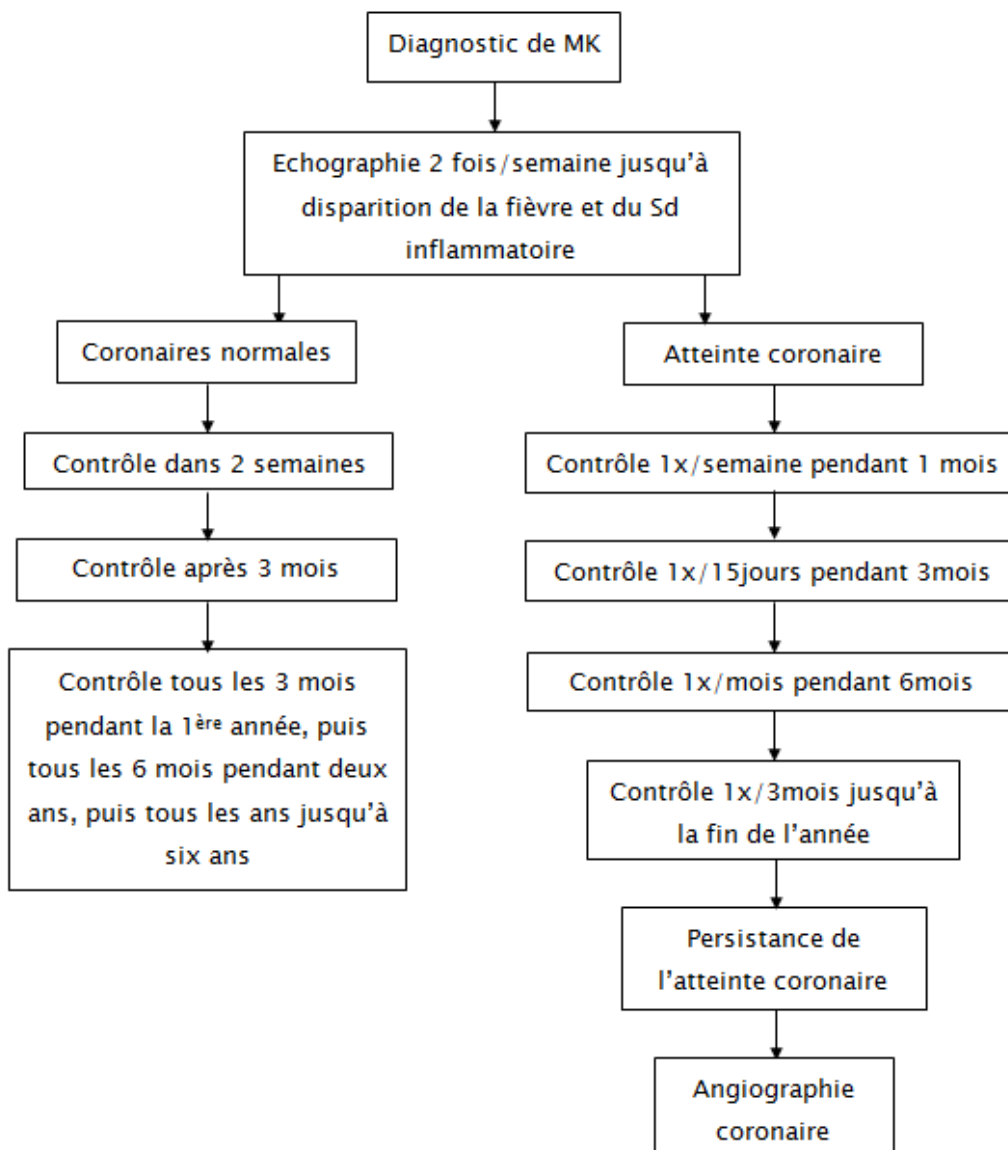 Diagnostic de MK
Echographie 2 fois/semaine jusqu'à
disparition de la fièvre et du Sd
inflammatoire
Coronaires normales
Contrôle dans 2 semaines
Contrôle après 3 mois
Contrôle tous les 3 mois
pendant la 1ère année, puis
tous les 6 mois pendant deux
ans, puis tous les ans jusqu'à
six ans
Atteinte coronaire
Contrôle 1x/semaine pendant 1 mois
Contrôle 1x/15jours pendant 3mois
Contrôle 1x/mois pendant 6mois
Contrôle 1x/3mois jusqu'à
la fin de l'année
Persistance de
l'atteinte coronaire
Angiographie
coronaire